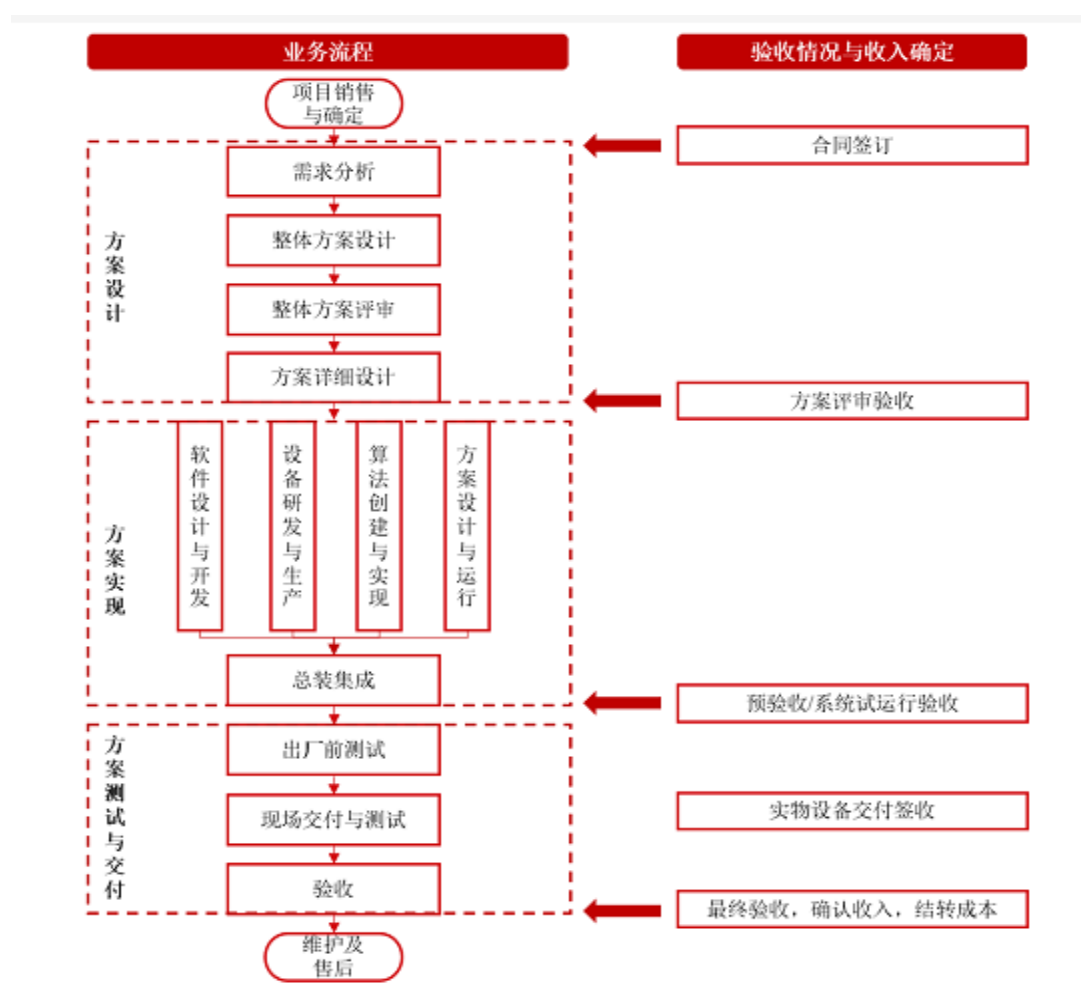 业务流程
验收情况与收入确定
项目销售
与确定
合同签订
方案设计
需求分析
整体方案设计
整体方案评审
方案详细设计
方案评审验收
方案实现
软件设计与开发
设备研发与生产
算法创建与实现
方案设计与运行
总装集成
预验收/系统试运行验收
方案测试与交付
出厂前测试
现场交付与测试
实物设备交付签收
验收
最终验收，确认收入，结转成本
维护及
售后